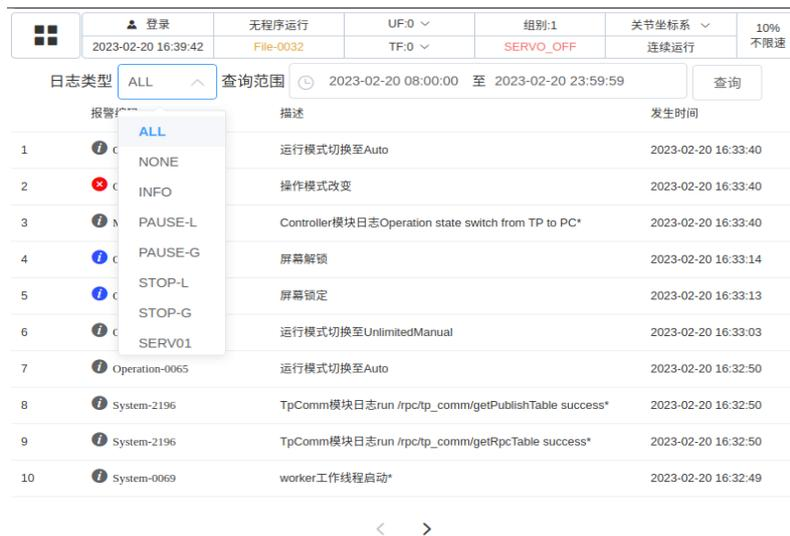 登录 无程序运行 UF:0 组别:1 关节坐标系 10%
2023-02-20 16:39:42 File-0032 TF:0 SERVO_OFF 连续运行 不限速
日志类型 ALL 查询范围 2023-02-20 08:00:00 至 2023-02-20 23:59:59 查询
报警 描述 发生时间
ALL
NONE
INFO
PAUSE-L
PAUSE-G
STOP-L
STOP-G
SERV01
1 运行模式切换至Auto 2023-02-20 16:33:40
2 操作模式改变 2023-02-20 16:33:40
3 Controller模块日志Operation state switch from TP to PC* 2023-02-20 16:33:40
4 屏幕解锁 2023-02-20 16:33:14
5 屏幕锁定 2023-02-20 16:33:13
6 运行模式切换至UnlimitedManual 2023-02-20 16:33:03
7 Operation-0065 运行模式切换至Auto 2023-02-20 16:32:50
8 System-2196 TpComm模块日志run /rpc/tp_comm/getPublishTable success* 2023-02-20 16:32:50
9 System-2196 TpComm模块日志run /rpc/tp_comm/getRpcTable success* 2023-02-20 16:32:50
10 System-0069 worker工作线程启动* 2023-02-20 16:32:49